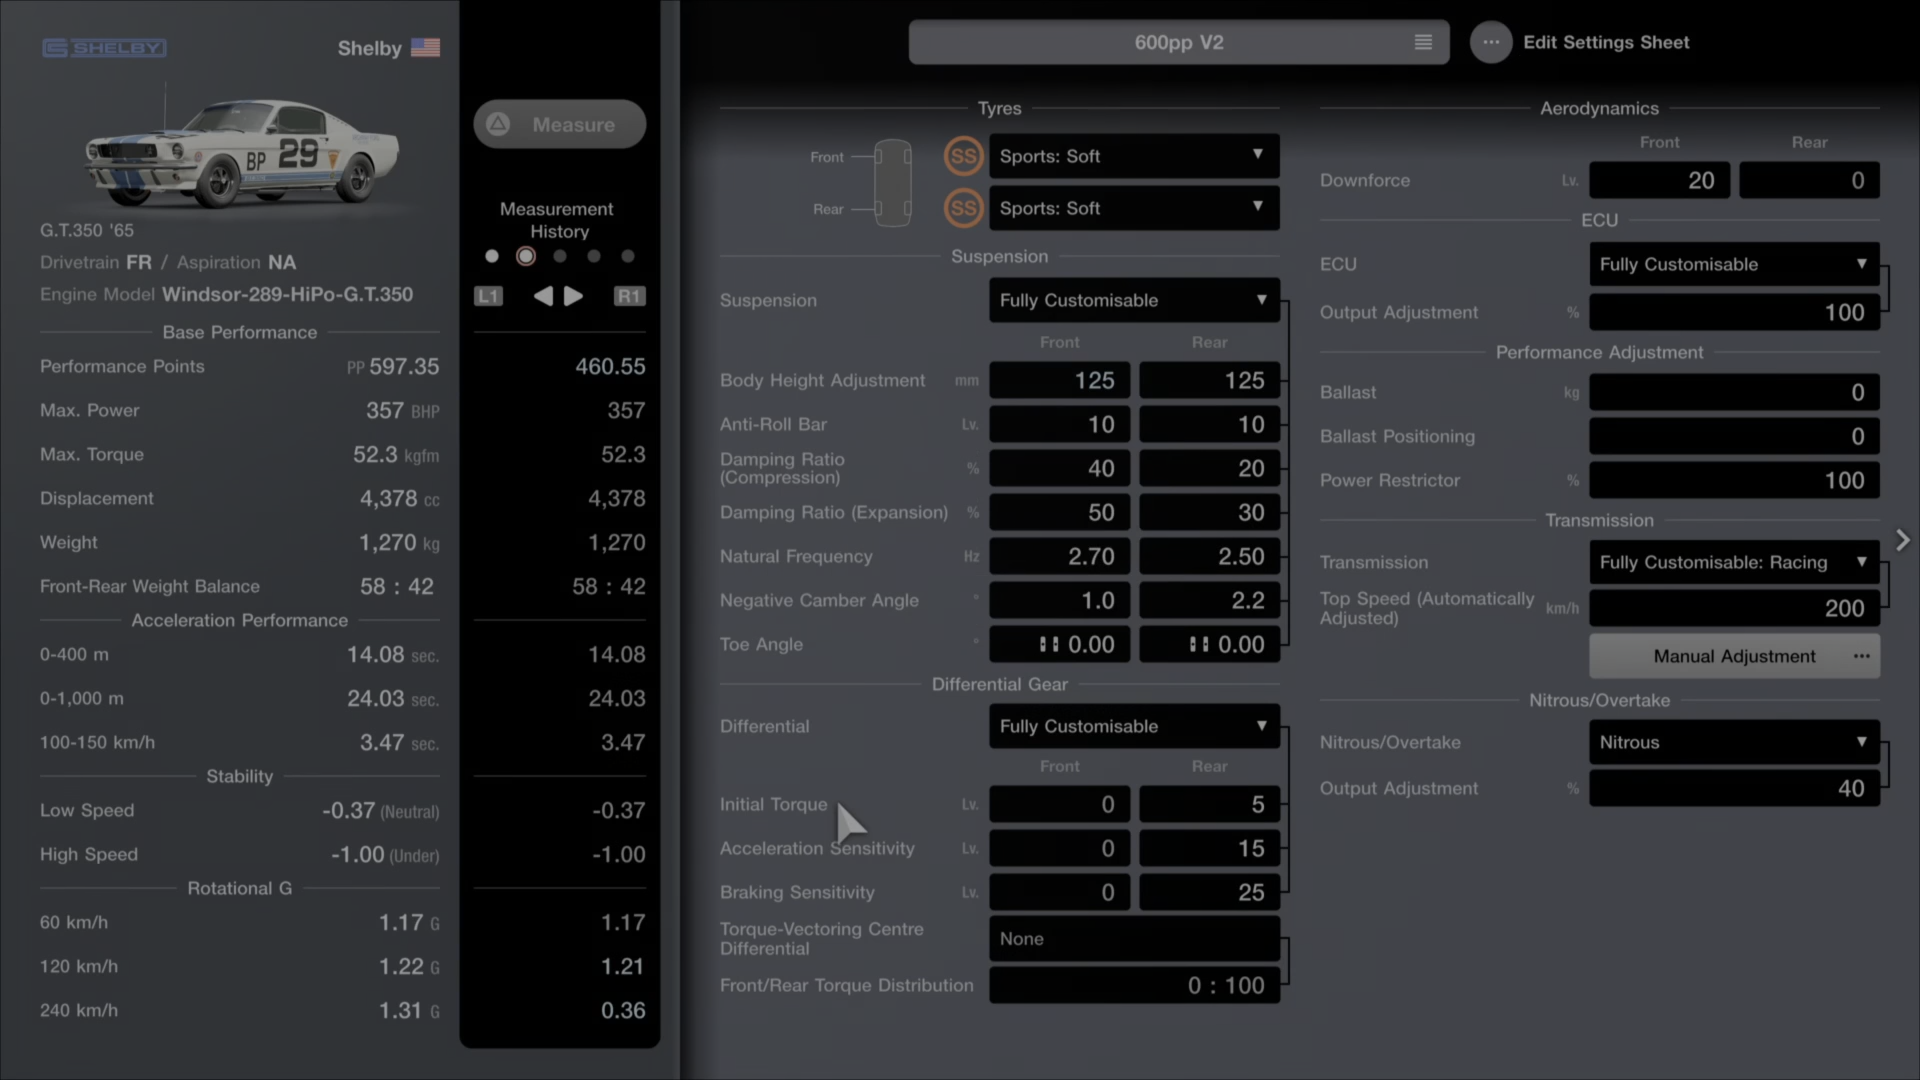 SHELBY
Shelby
BP 29
G.T.350 '65
Drivetrain FR / Aspiration NA
Engine Model Windsor-289-HiPo-G.T.350
Base Performance
Performance Points PP 597.35
Max. Power 357 BHP
Max. Torque 52.3 kgfm
Displacement 4,378 cc
Weight 1,270 kg
Front-Rear Weight Balance 58 : 42
Acceleration Performance
0-400 m 14.08 sec.
0-1,000 m 24.03 sec.
100-150 km/h 3.47 sec.
Stability
Low Speed -0.37 (Neutral)
High Speed -1.00 (Under)
Rotational G
60 km/h 1.17 G
120 km/h 1.22 G
240 km/h 1.31 G
Measure
Measurement
History
L1 R1
460.55
357
52.3
4,378
1,270
58 : 42
14.08
24.03
3.47
-0.37
-1.00
1.17
1.21
0.36
600pp V2
Edit Settings Sheet
Tyres
Front SS Sports: Soft
Rear SS Sports: Soft
Suspension
Suspension Fully Customisable
Front Rear
Body Height Adjustment mm 125 125
Anti-Roll Bar Lv. 10 10
Damping Ratio
(Compression) % 40 20
Damping Ratio (Expansion) % 50 30
Natural Frequency Hz 2.70 2.50
Negative Camber Angle ° 1.0 2.2
Toe Angle ° 0.00 0.00
Differential Gear
Differential Fully Customisable
Front Rear
Initial Torque Lv. 0 5
Acceleration Sensitivity Lv. 0 15
Braking Sensitivity Lv. 0 25
Torque-Vectoring Centre
Differential None
Front/Rear Torque Distribution 0 : 100
Aerodynamics
Front Rear
Downforce Lv. 20 0
ECU
ECU Fully Customisable
Output Adjustment % 100
Performance Adjustment
Ballast kg 0
Ballast Positioning 0
Power Restrictor % 100
Transmission
Transmission Fully Customisable: Racing
Top Speed (Automatically
Adjusted) km/h 200
Manual Adjustment
Nitrous/Overtake
Nitrous/Overtake Nitrous
Output Adjustment % 40